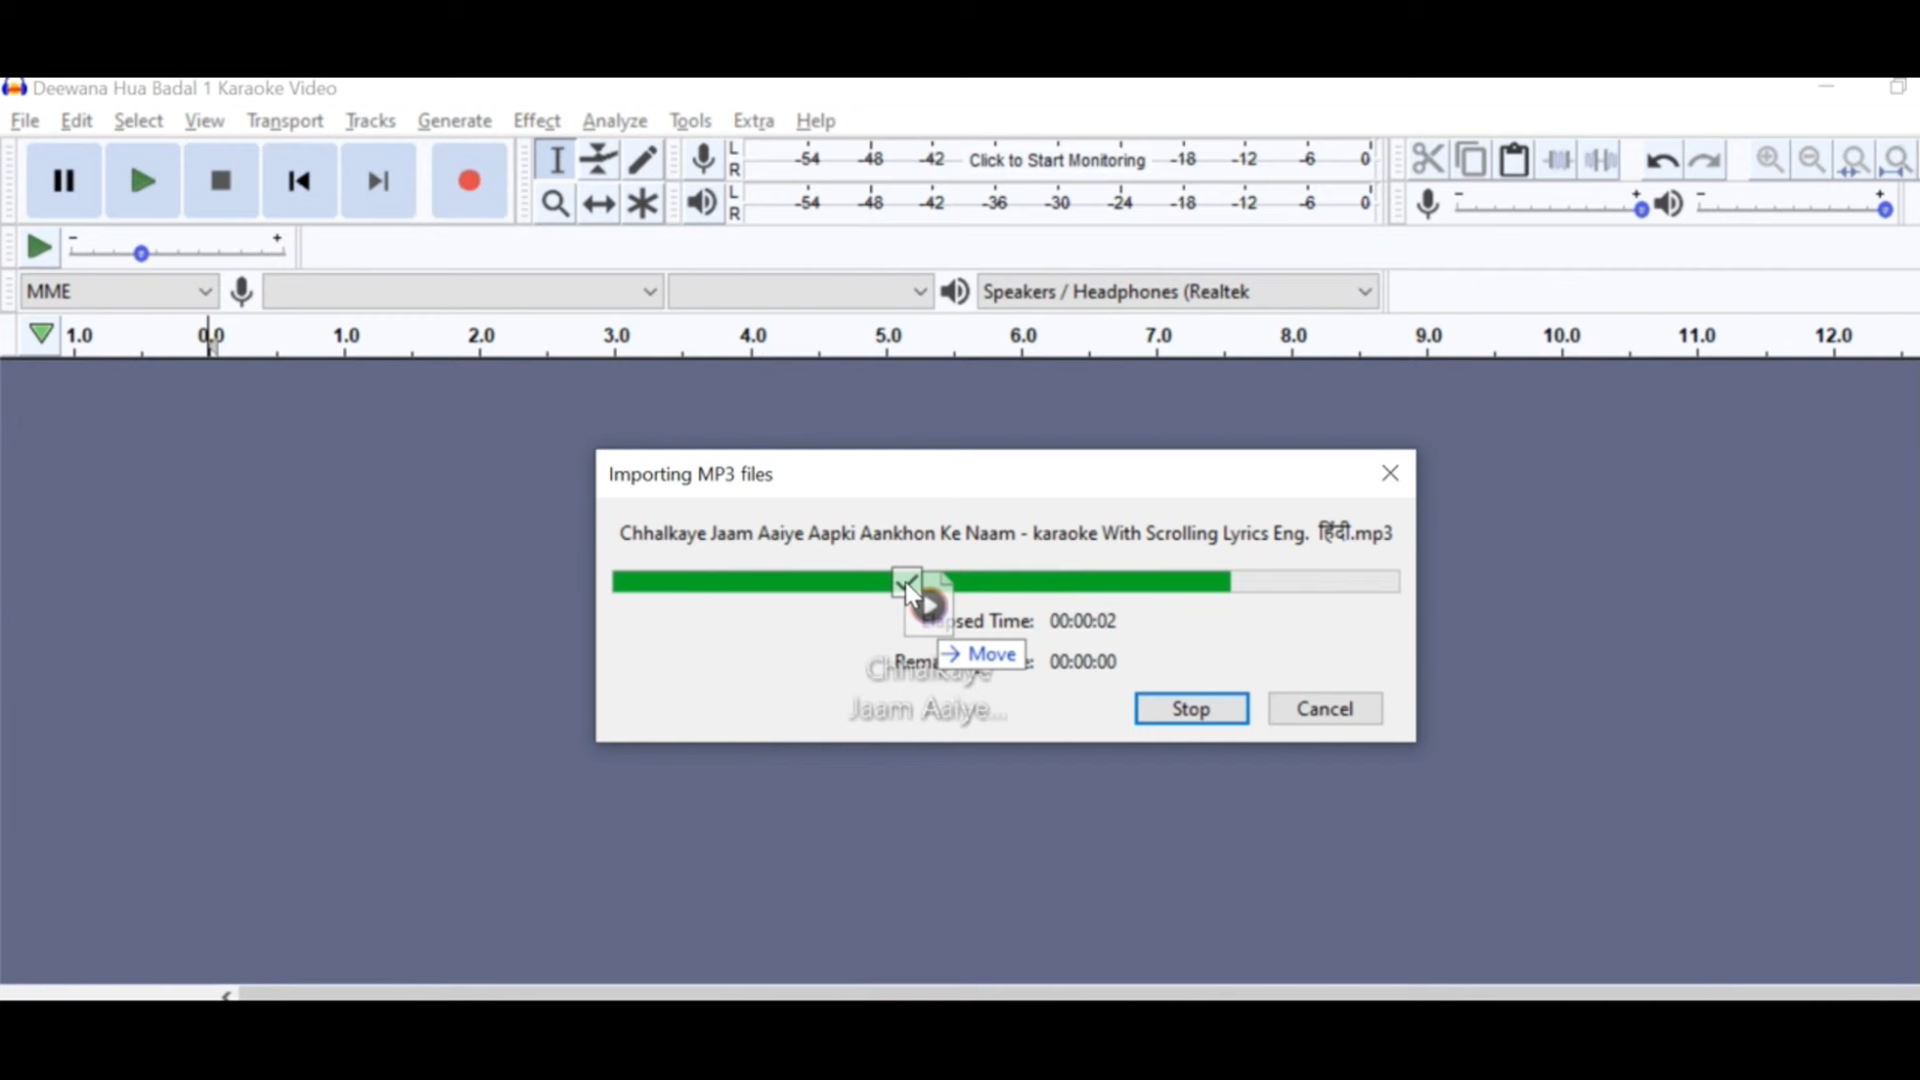 Deewana Hua Badal 1 Karaoke Video
File Edit Select View Transport Tracks Generate Effect Analyze Tools Extra Help
L R -54 -48 -42 Click to Start Monitoring -18 -12 -6 0
L R -54 -48 -42 -36 -30 -24 -18 -12 -6 0
- +
- +
- +
MME Speakers / Headphones (Realtek
1.0 0.0 1.0 2.0 3.0 4.0 5.0 6.0 7.0 8.0 9.0 10.0 11.0 12.0
Importing MP3 files
Chhalkaye Jaam Aaiye Aapki Aankhon Ke Naam - karaoke With Scrolling Lyrics Eng. हिंदी.mp3
Elapsed Time: 00:00:02
Move
00:00:00
Chhalkaye
Jaam Aaiye...
Stop Cancel